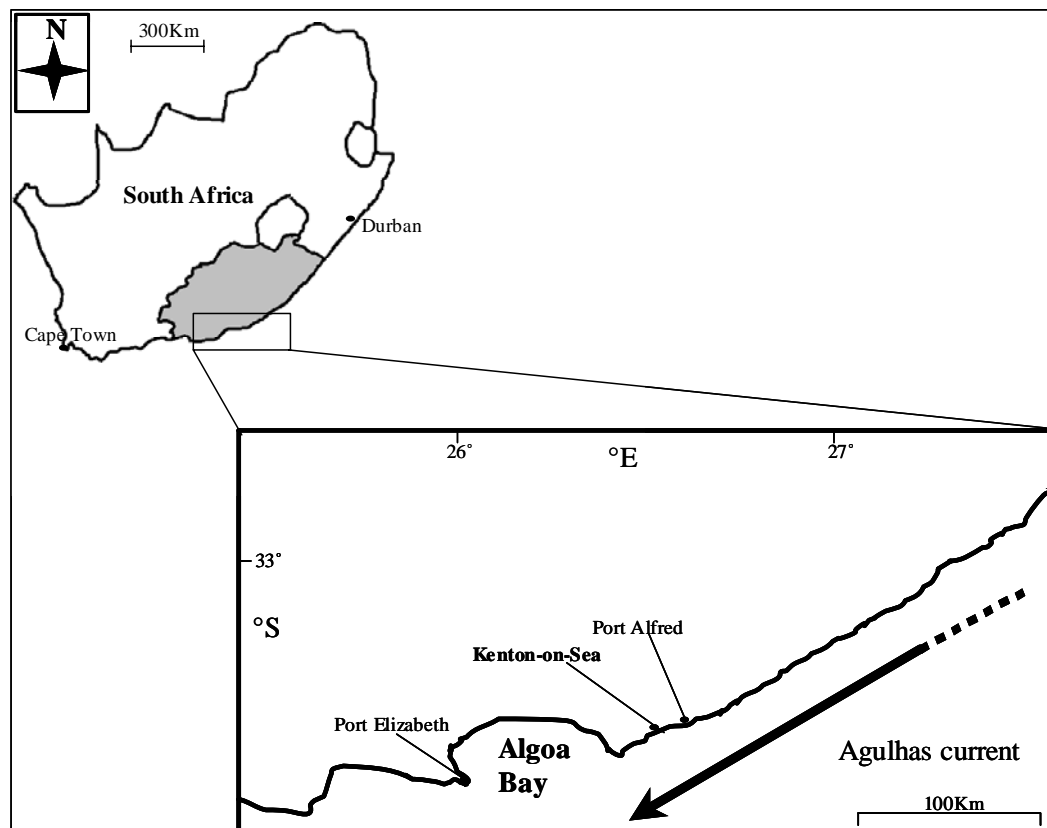 N
300Km
South Africa
Durban
Cape Town
26°
°E
27°
33°
°S
Port Alfred
Kenton-on-Sea
Port Elizabeth
Algoa
Bay
Agulhas current
100Km